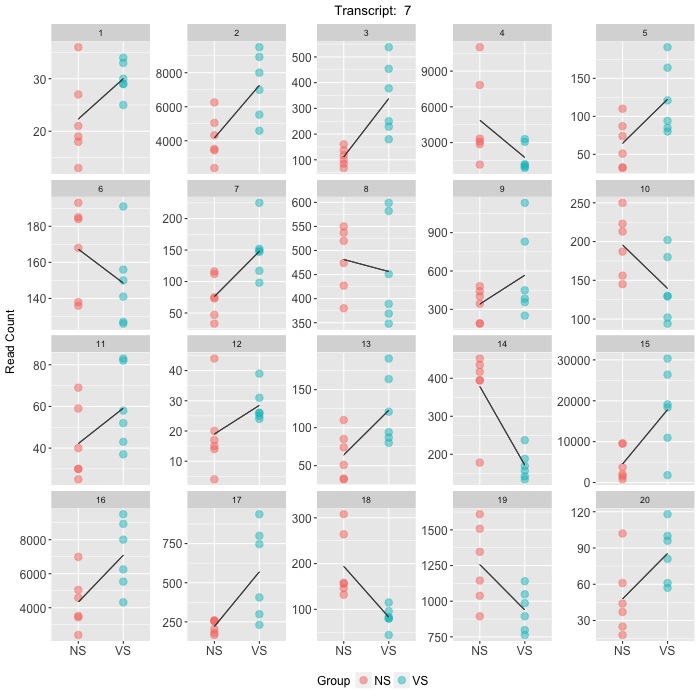 Transcript: 7
1 2 3 4 5
30 20
8000 6000 4000
500 400 300 200 100
9000 6000 3000
150 100 50
6 7 8 9 10
180 160 140
200 150 100 50
600 550 500 450 400 350
900 600 300
250 200 150 100
Read Count
11 12 13 14 15
80 60 40
40 30 20 10
150 100 50
400 300 200
30000 20000 10000 0
16 17 18 19 20
8000 6000 4000
750 500 250
300 200 100
1500 1250 1000 750
120 90 60 30
NS VS NS VS NS VS NS VS NS VS
Group NS VS